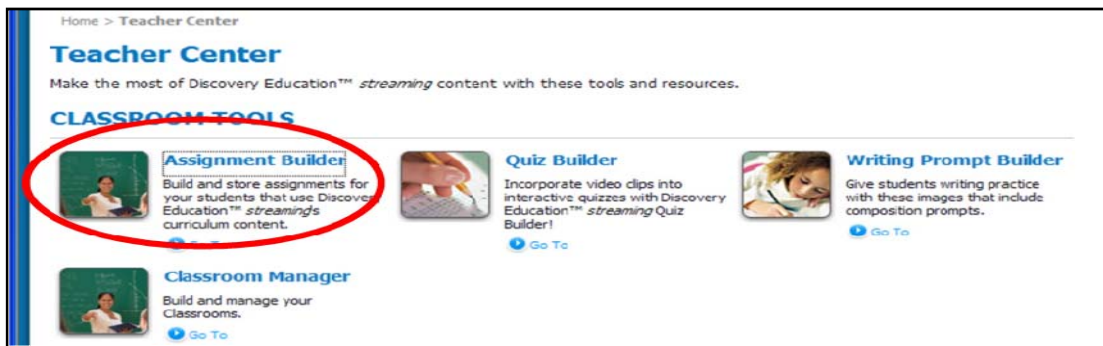 Home > Teacher Center
Teacher Center
Make the most of Discovery Education™ streaming content with these tools and resources.
CLASSROOM TOOLS
Assignment Builder
Build and store assignments for
your students that use Discovery
Education™ streaming's
curriculum content.
Go To
Quiz Builder
Incorporate video clips into
interactive quizzes with Discovery
Education™ streaming Quiz
Builder!
Go To
Writing Prompt Builder
Give students writing practice
with these images that include
composition prompts.
Go To
Classroom Manager
Build and manage your
Classrooms.
Go To